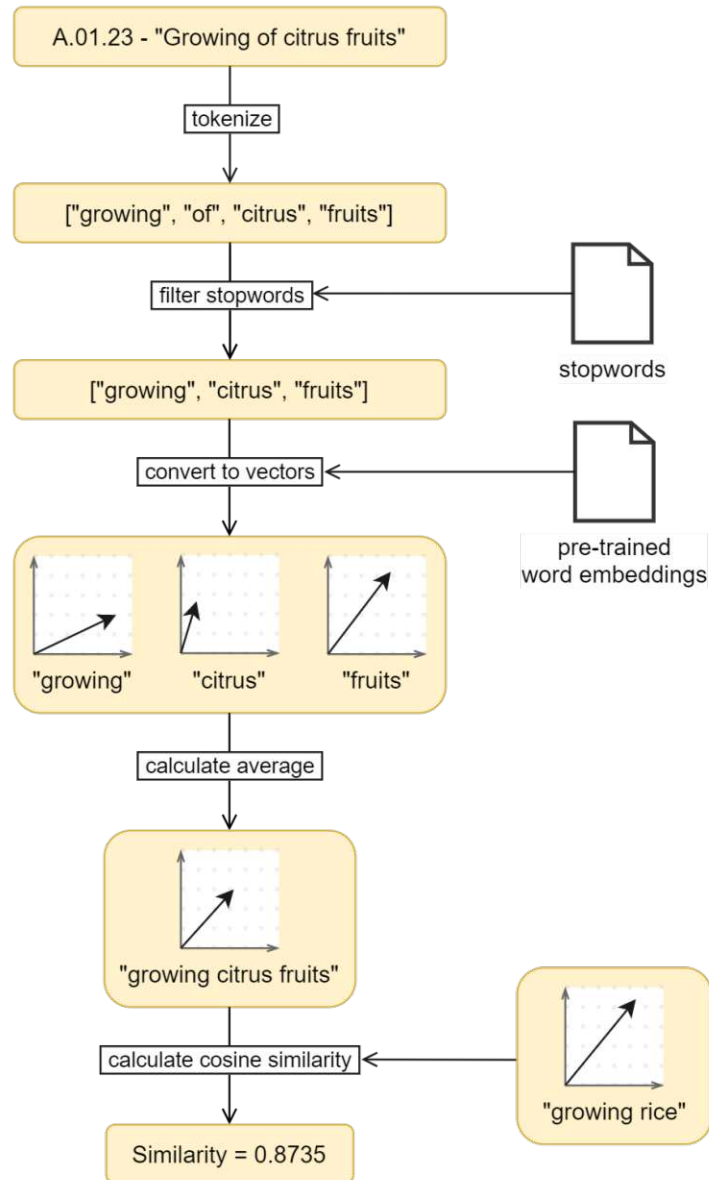 A.01.23 - "Growing of citrus fruits"
tokenize
["growing", "of", "citrus", "fruits"]
filter stopwords
stopwords
["growing", "citrus", "fruits"]
convert to vectors
pre-trained
word embeddings
"growing"
"citrus"
"fruits"
calculate average
"growing citrus fruits"
calculate cosine similarity
"growing rice"
Similarity = 0.8735